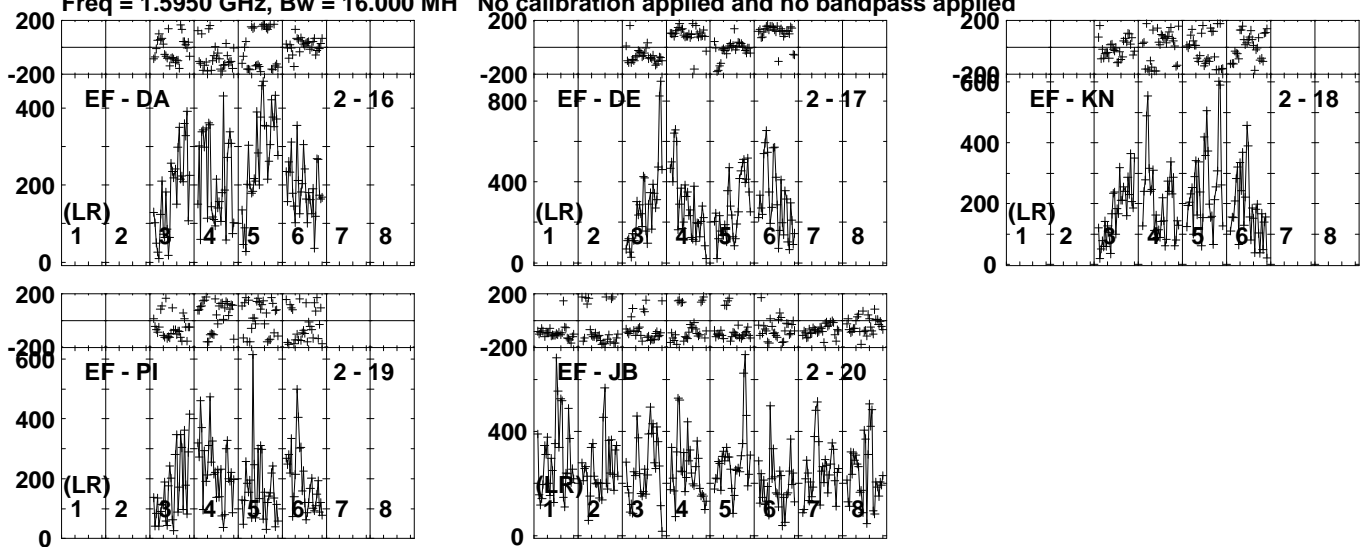 Freq = 1.5950 GHz, Bw = 16.000 MH No calibration applied and no bandpass applied
200
-200
EF - DA 2 - 16
400
200
(LR)
1 2 3 4 5 6 7 8
0
200
-200
EF - DE 2 - 17
800
400
(LR)
1 2 3 4 5 6 7 8
0
200
-200
600
EF - KN 2 - 18
400
200
(LR)
1 2 3 4 5 6 7 8
0
200
-200
600
EF - PI 2 - 19
400
200
(LR)
1 2 3 4 5 6 7 8
0
200
-200
EF - JB 2 - 20
400
(LR)
1 2 3 4 5 6 7 8
0